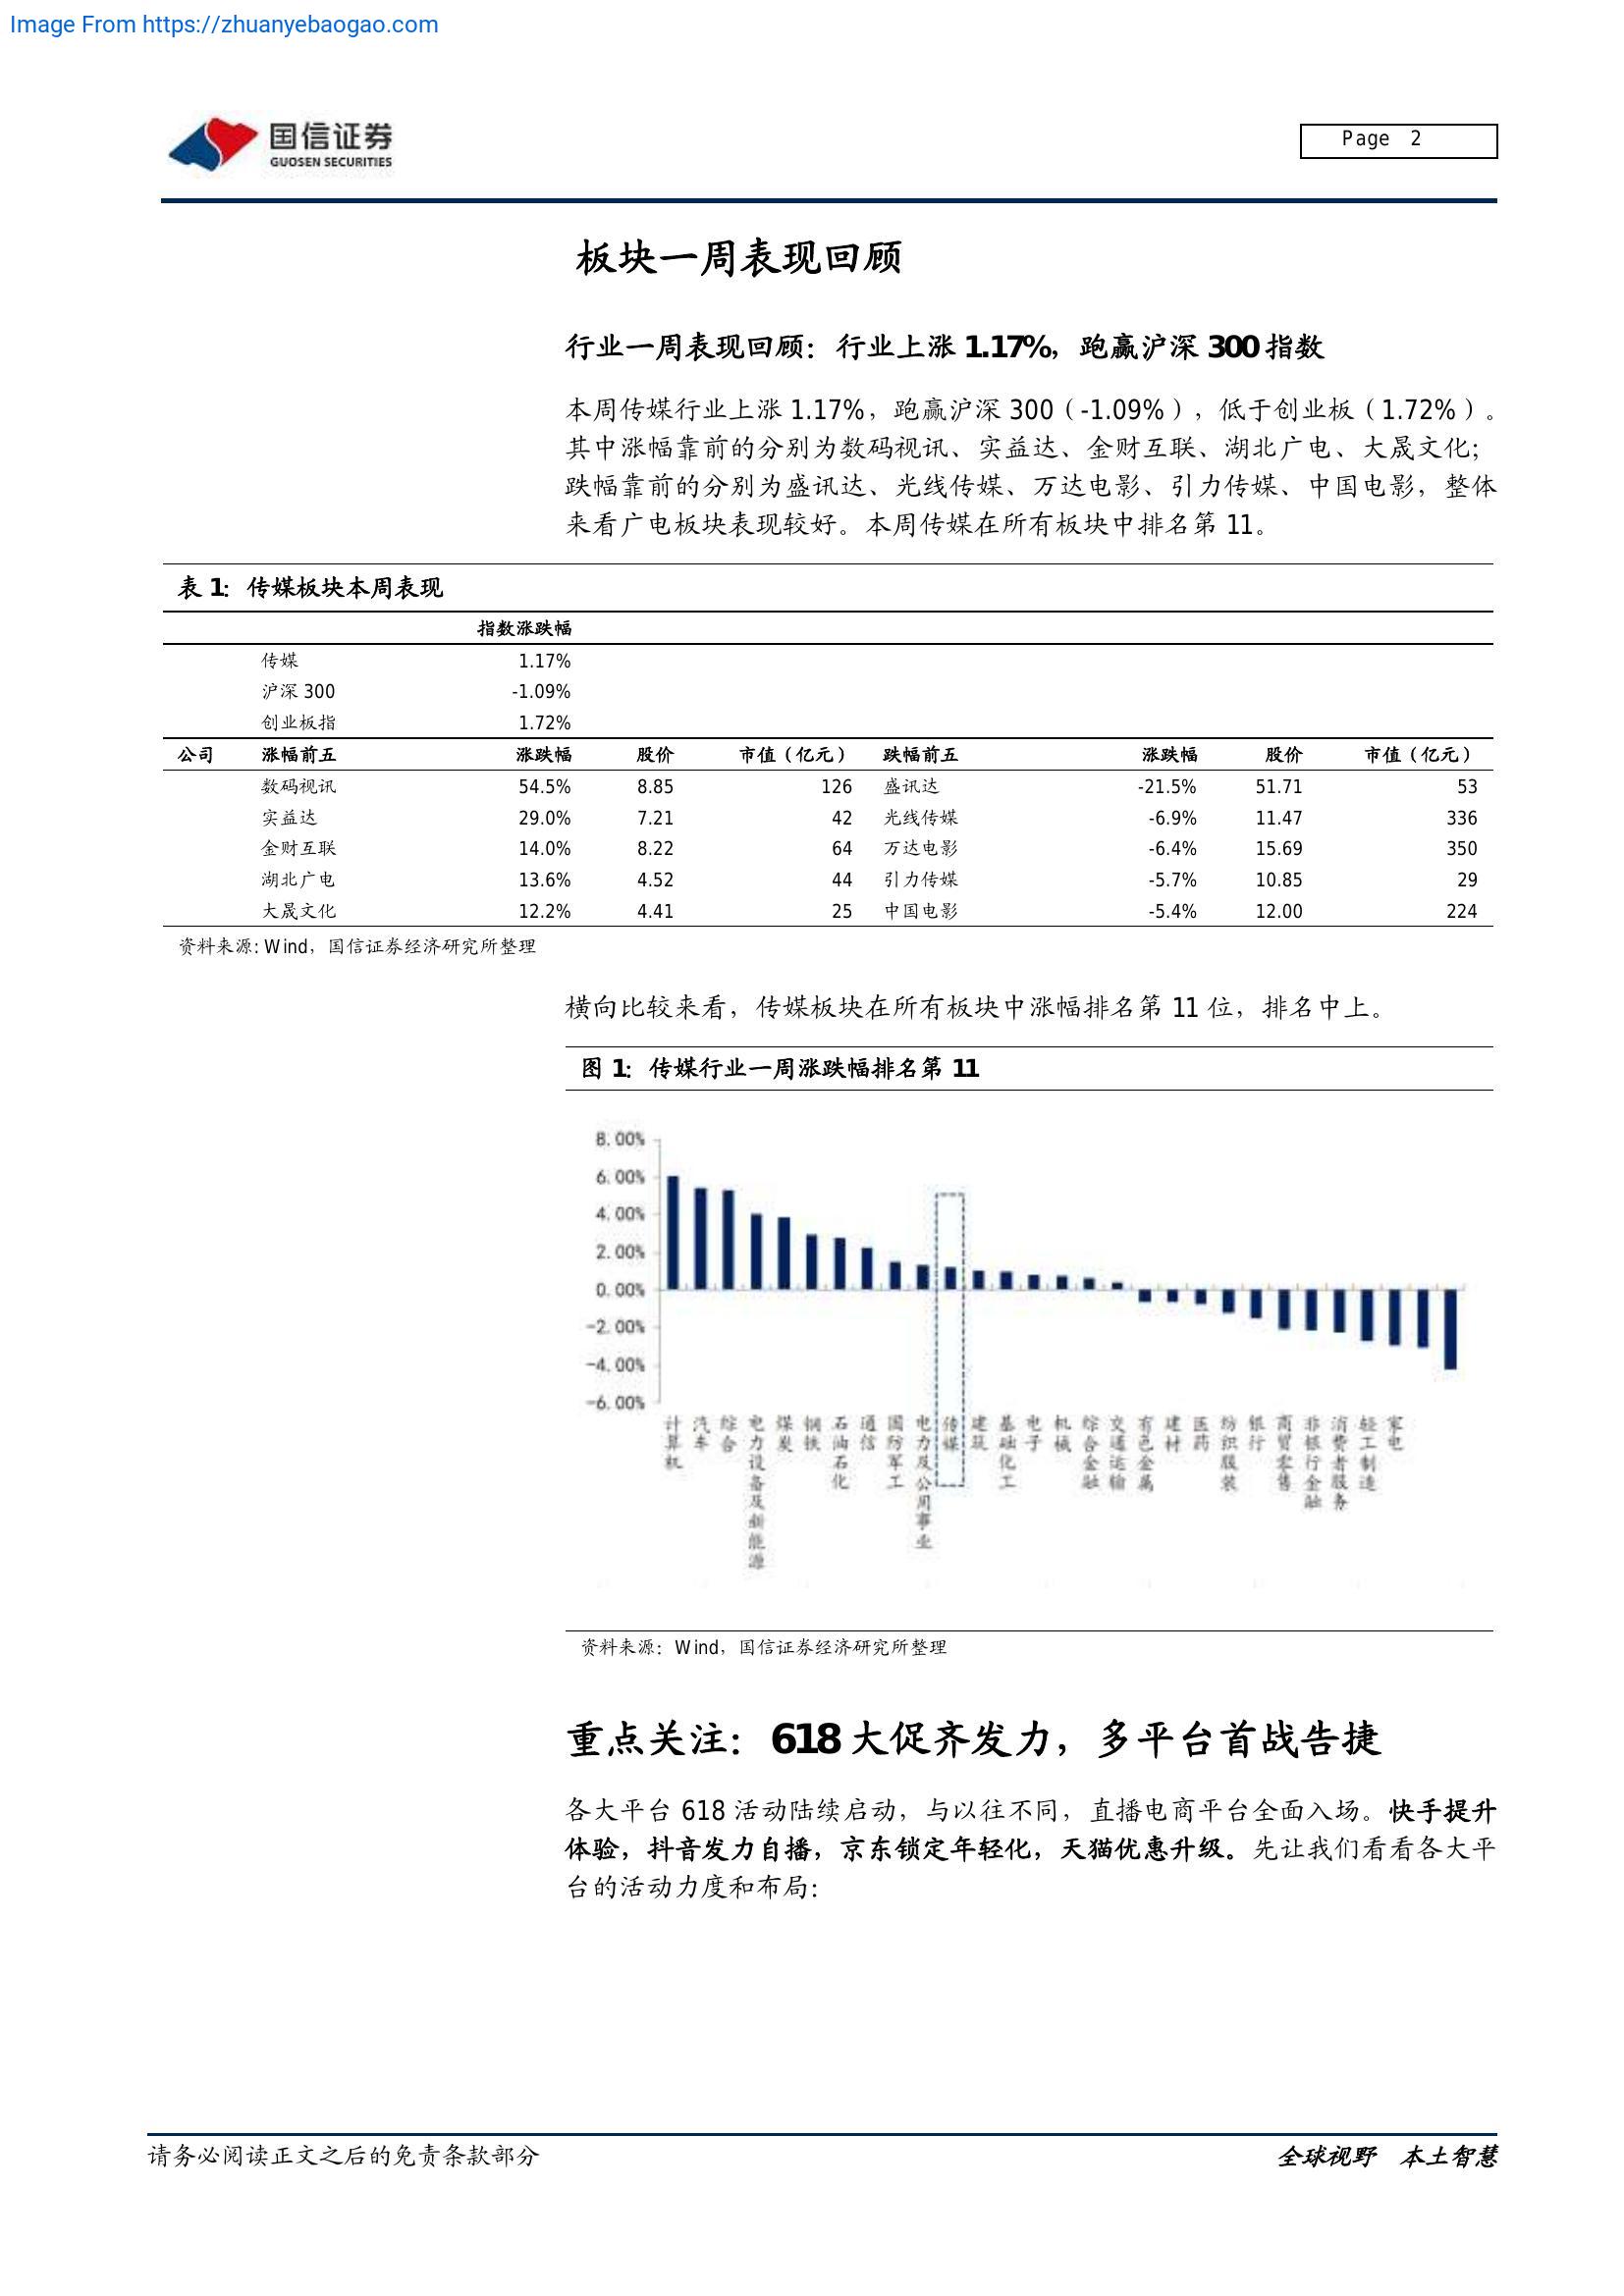 Image From https://zhuanyebaogao.com
国信证券
GUOSEN SECURITIES
Page 2
板块一周表现回顾
行业一周表现回顾：行业上涨 1.17%，跑赢沪深 300 指数
本周传媒行业上涨 1.17%，跑赢沪深 300（-1.09%），低于创业板（1.72%）。
其中涨幅靠前的分别为数码视讯、实益达、金财互联、湖北广电、大晟文化；
跌幅靠前的分别为盛讯达、光线传媒、万达电影、引力传媒、中国电影，整体
来看广电板块表现较好。本周传媒在所有板块中排名第 11。
表 1：传媒板块本周表现
指数涨跌幅
传媒 1.17%
沪深 300 -1.09%
创业板指 1.72%
公司 涨幅前五 涨跌幅 股价 市值（亿元） 跌幅前五 涨跌幅 股价 市值（亿元）
数码视讯 54.5% 8.85 126 盛讯达 -21.5% 51.71 53
实益达 29.0% 7.21 42 光线传媒 -6.9% 11.47 336
金财互联 14.0% 8.22 64 万达电影 -6.4% 15.69 350
湖北广电 13.6% 4.52 44 引力传媒 -5.7% 10.85 29
大晟文化 12.2% 4.41 25 中国电影 -5.4% 12.00 224
资料来源: Wind，国信证券经济研究所整理
横向比较来看，传媒板块在所有板块中涨幅排名第 11 位，排名中上。
图 1：传媒行业一周涨跌幅排名第 11
8.00%
6.00%
4.00%
2.00%
0.00%
-2.00%
-4.00%
-6.00%
计算机
汽车
综合
电力设备及新能源
煤炭
钢铁
石油石化
通信
国防军工
电力及公用事业
传媒
建筑
基础化工
电子
机械
综合金融
交通运输
有色金属
建材
医药
纺织服装
银行
商贸零售
非银行金融
消费者服务
轻工制造
家电
资料来源：Wind，国信证券经济研究所整理
重点关注：618 大促齐发力，多平台首战告捷
各大平台 618 活动陆续启动，与以往不同，直播电商平台全面入场。快手提升
体验，抖音发力自播，京东锁定年轻化，天猫优惠升级。先让我们看看各大平
台的活动力度和布局：
请务必阅读正文之后的免责条款部分
全球视野 本土智慧